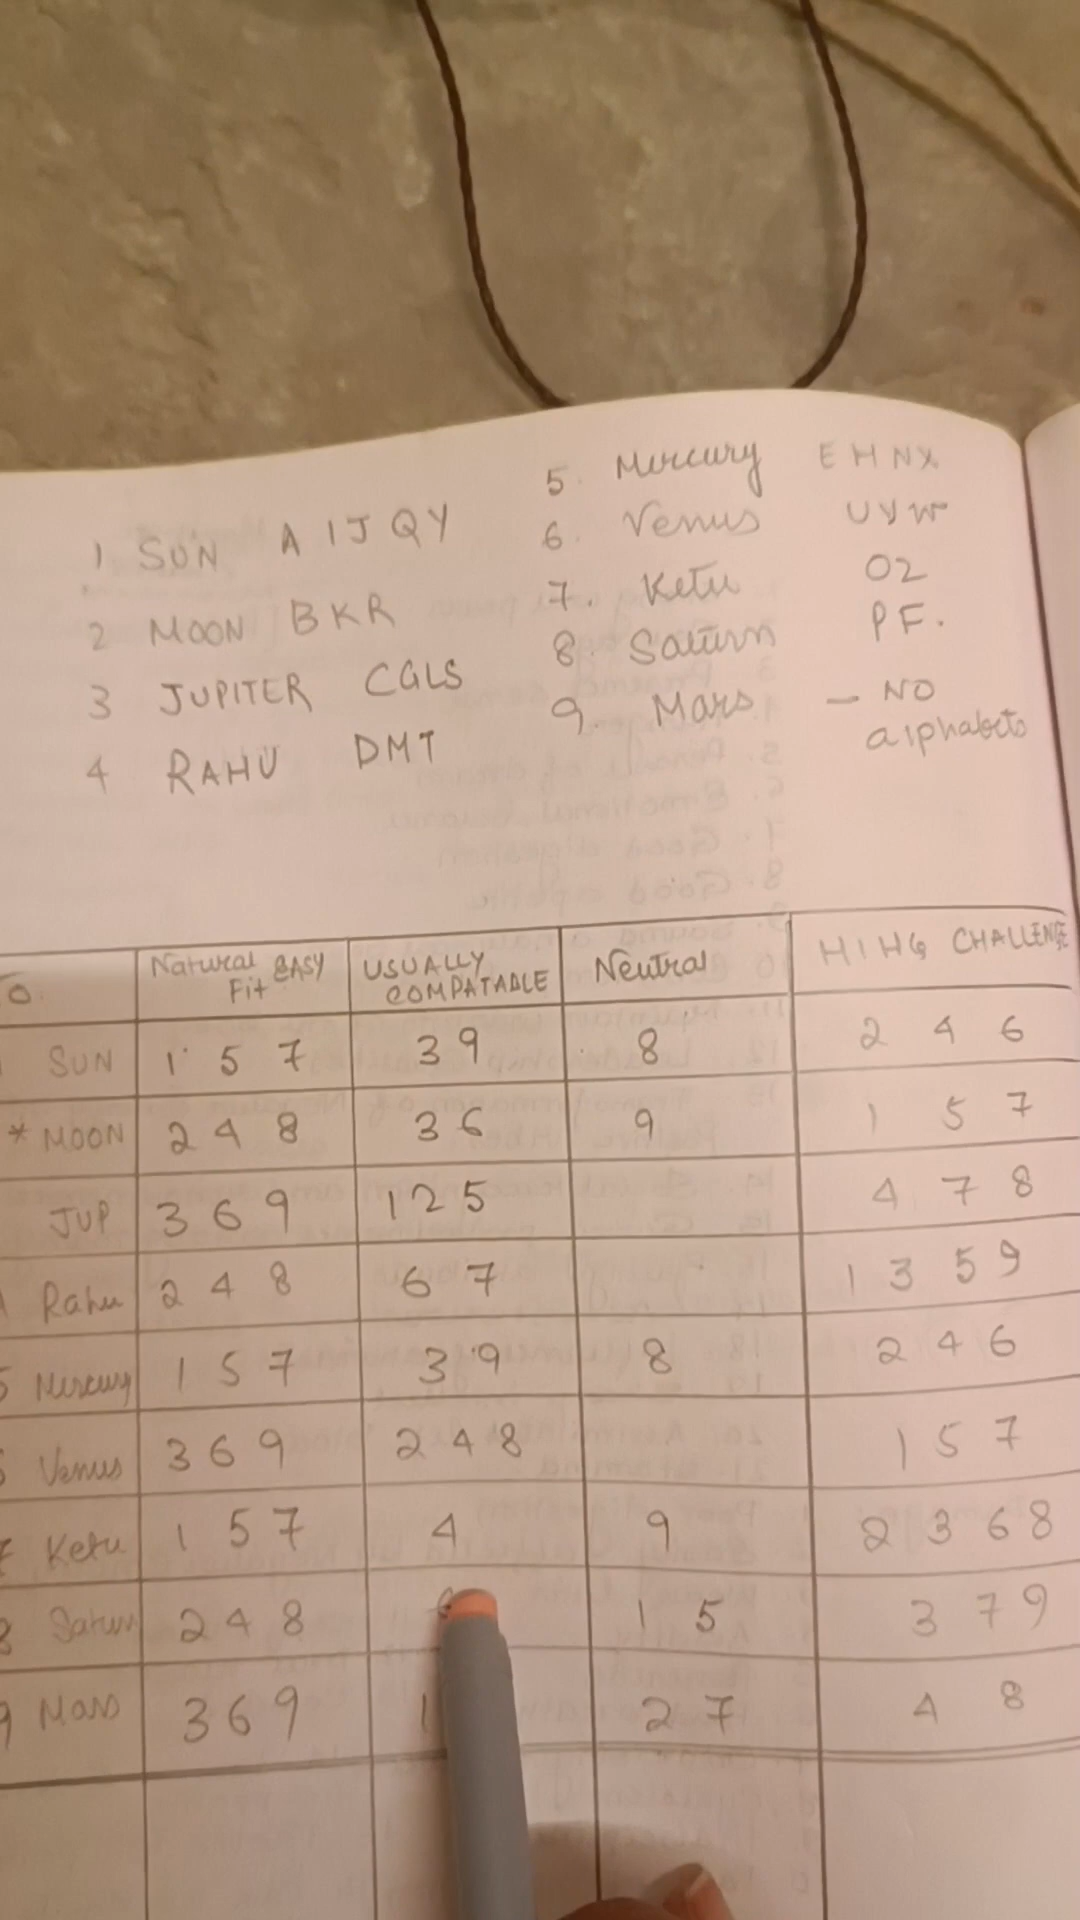 1 SUN A I J Q Y
2 MOON B K R
3 JUPITER C G L S
4 RAHU D M T
5. Mercury E H N X
6. Venus U V W
7. Ketu O Z
8. Saturn P F.
9. Mars — NO
alphabets
O. Natural EASY Fit USUALLY COMPATABLE Neutral HIHG CHALLENGE
SUN 1 5 7 3 9 8 2 4 6
* MOON 2 4 8 3 6 9 1 5 7
JUP 3 6 9 1 2 5 4 7 8
Rahu 2 4 8 6 7 1 3 5 9
5 Mercury 1 5 7 3 9 8 2 4 6
Venus 3 6 9 2 4 8 1 5 7
7 Ketu 1 5 7 4 9 2 3 6 8
8 Saturn 2 4 8 1 5 3 7 9
9 Mars 3 6 9 1 2 7 4 8